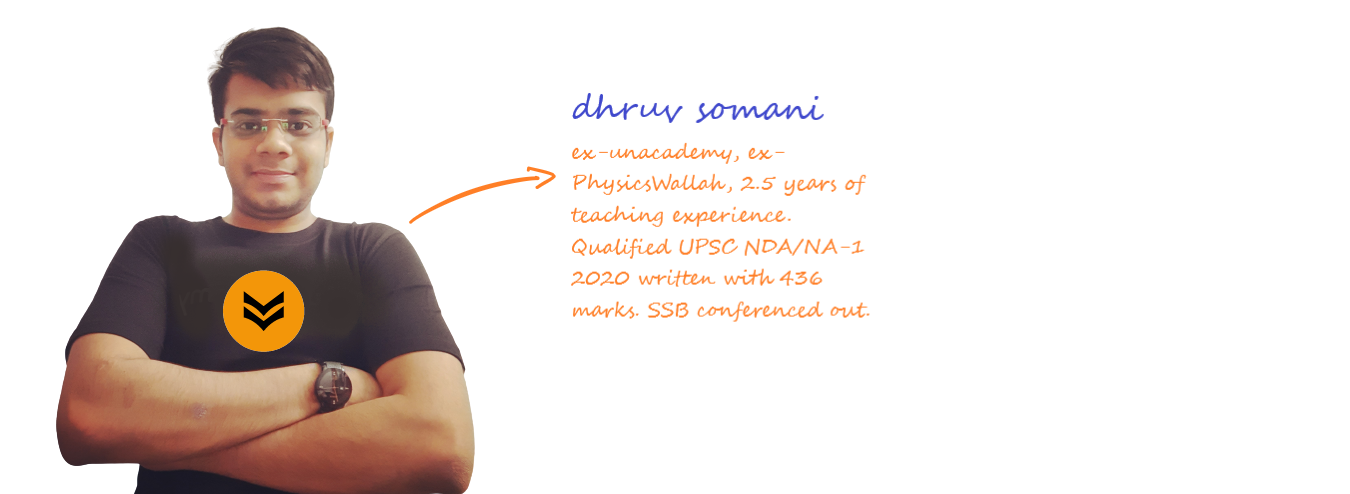 dhruv somani
ex-unacademy, ex-
PhysicsWallah, 2.5 years of
teaching experience.
Qualified UPSC NDA/NA-1
2020 written with 436
marks. SSB conferenced out.